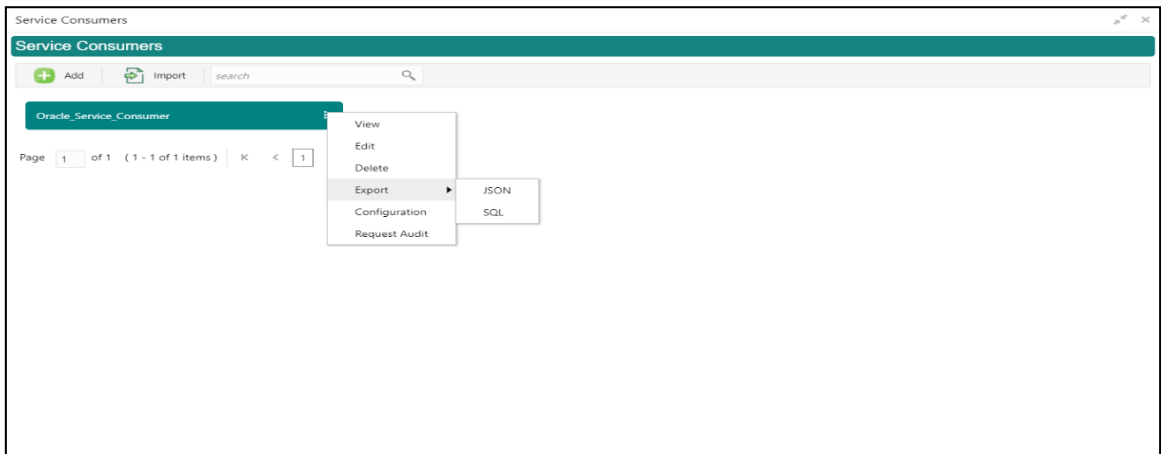 Service Consumers
Service Consumers
Add Import search
Oracle_Service_Consumer
View
Edit
Page 1 of 1 ( 1 - 1 of 1 items ) K < 1
Delete
Export JSON
Configuration SQL
Request Audit